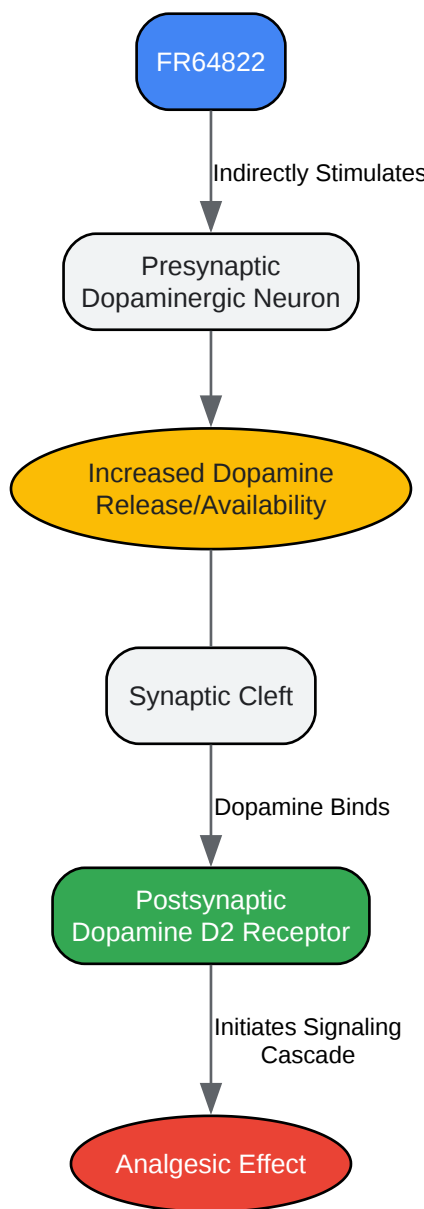 FR64822
Indirectly Stimulates
Presynaptic
Dopaminergic Neuron
Increased Dopamine
Release/Availability
Synaptic Cleft
Dopamine Binds
Postsynaptic
Dopamine D2 Receptor
Initiates Signaling
Cascade
Analgesic Effect